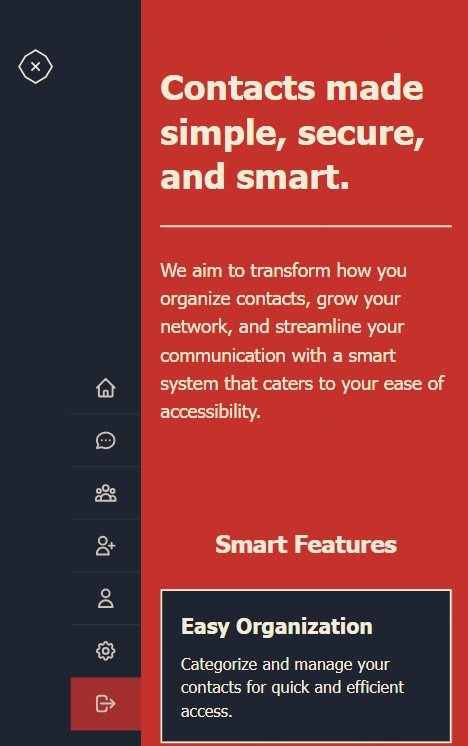 Contacts made
simple, secure,
and smart.
We aim to transform how you
organize contacts, grow your
network, and streamline your
communication with a smart
system that caters to your ease of
accessibility.
Smart Features
Easy Organization
Categorize and manage your
contacts for quick and efficient
access.